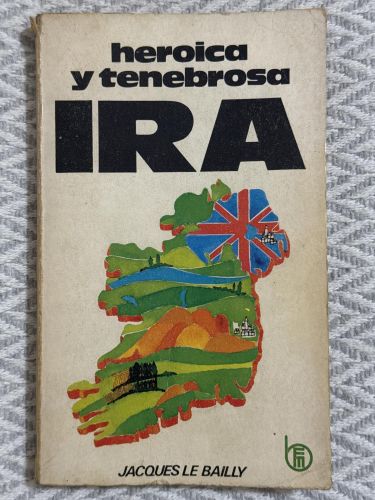 heroica
y tenebrosa
IRA
JACQUES LE BAILLY